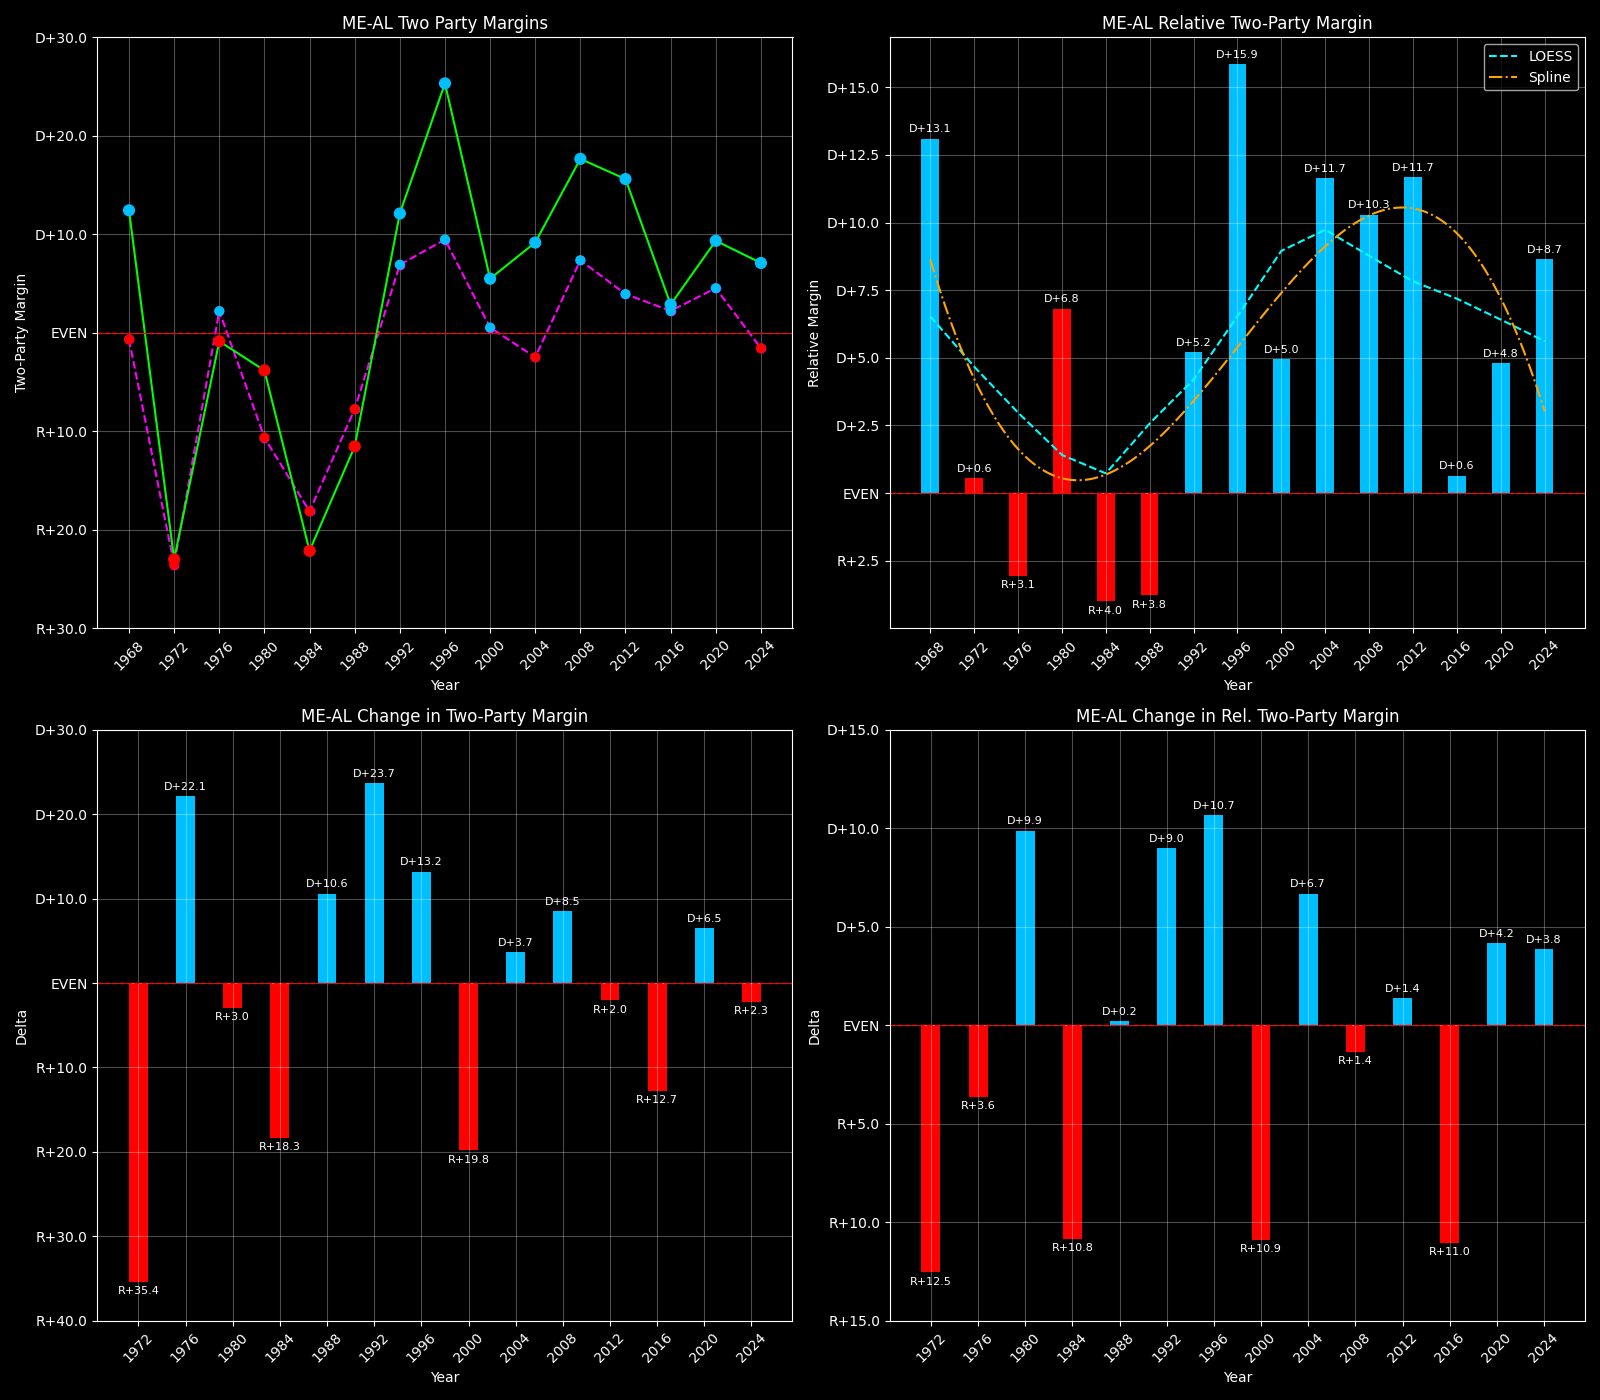 ME-AL Two Party Margins
D+30.0
D+20.0
D+10.0
EVEN
R+10.0
R+20.0
R+30.0
Two-Party Margin
1968 1972 1976 1980 1984 1988 1992 1996 2000 2004 2008 2012 2016 2020 2024
Year
ME-AL Relative Two-Party Margin
LOESS
Spline
D+15.0
D+12.5
D+10.0
D+7.5
D+5.0
D+2.5
EVEN
R+2.5
Relative Margin
D+13.1
D+0.6
R+3.1
D+6.8
R+4.0
R+3.8
D+5.2
D+15.9
D+5.0
D+11.7
D+10.3
D+11.7
D+0.6
D+4.8
D+8.7
1968 1972 1976 1980 1984 1988 1992 1996 2000 2004 2008 2012 2016 2020 2024
Year
ME-AL Change in Two-Party Margin
D+30.0
D+20.0
D+10.0
EVEN
R+10.0
R+20.0
R+30.0
R+40.0
Delta
R+35.4
D+22.1
R+3.0
R+18.3
D+10.6
D+23.7
D+13.2
R+19.8
D+3.7
D+8.5
R+2.0
R+12.7
D+6.5
R+2.3
1972 1976 1980 1984 1988 1992 1996 2000 2004 2008 2012 2016 2020 2024
Year
ME-AL Change in Rel. Two-Party Margin
D+15.0
D+10.0
D+5.0
EVEN
R+5.0
R+10.0
R+15.0
Delta
R+12.5
R+3.6
D+9.9
R+10.8
D+0.2
D+9.0
D+10.7
R+10.9
D+6.7
R+1.4
D+1.4
R+11.0
D+4.2
D+3.8
1972 1976 1980 1984 1988 1992 1996 2000 2004 2008 2012 2016 2020 2024
Year